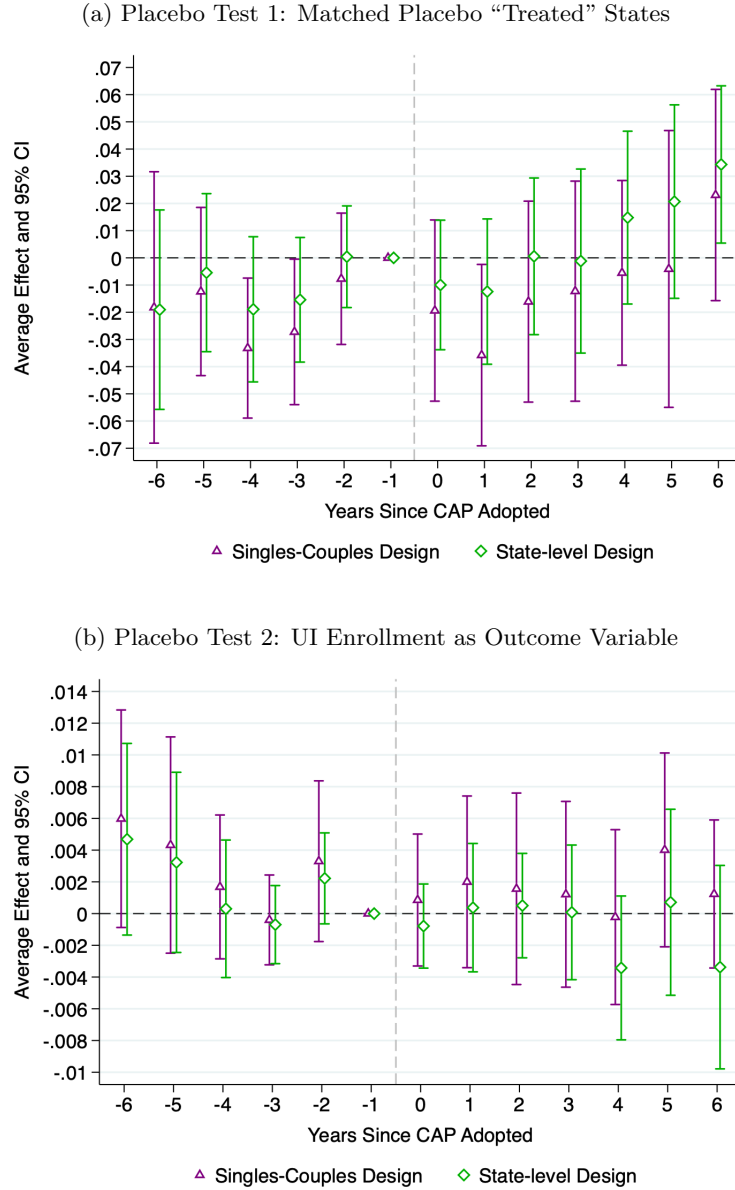 (a) Placebo Test 1: Matched Placebo “Treated” States
.07
.06
.05
.04
.03
.02
.01
0
-.01
-.02
-.03
-.04
-.05
-.06
-.07
Average Effect and 95% CI
-6 -5 -4 -3 -2 -1 0 1 2 3 4 5 6
Years Since CAP Adopted
Singles-Couples Design State-level Design
(b) Placebo Test 2: UI Enrollment as Outcome Variable
.014
.012
.01
.008
.006
.004
.002
0
-.002
-.004
-.006
-.008
-.01
Average Effect and 95% CI
-6 -5 -4 -3 -2 -1 0 1 2 3 4 5 6
Years Since CAP Adopted
Singles-Couples Design State-level Design